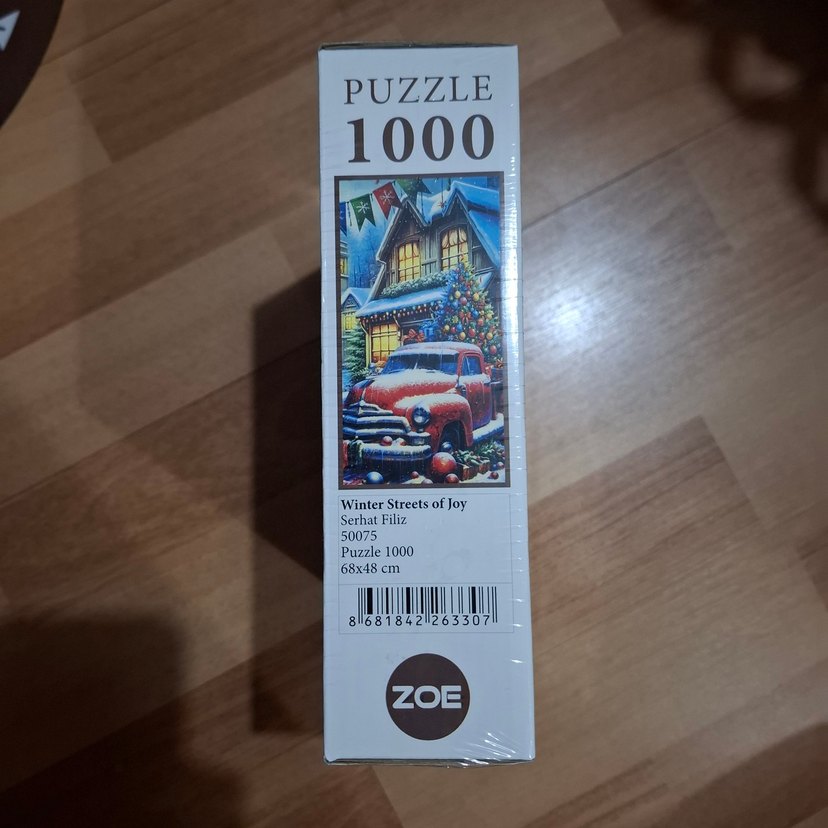 PUZZLE
1000
Winter Streets of Joy
Serhat Filiz
50075
Puzzle 1000
68x48 cm
8 681842 263307
ZOE